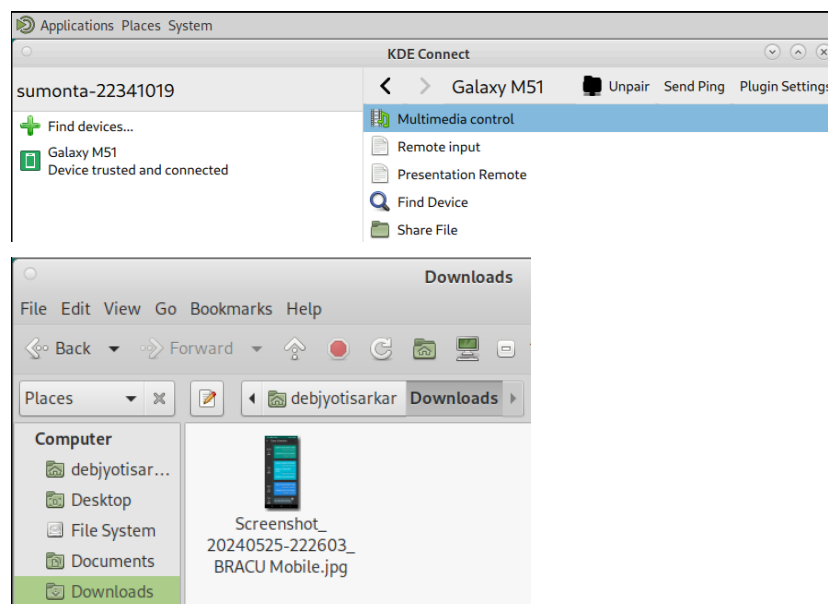 Applications Places System
KDE Connect
sumonta-22341019
Galaxy M51 Unpair Send Ping Plugin Settings
Find devices...
Galaxy M51
Device trusted and connected
Multimedia control
Remote input
Presentation Remote
Find Device
Share File
Downloads
File Edit View Go Bookmarks Help
Back Forward
Places
debjyotisarkar Downloads
Computer
debjyotisar...
Desktop
File System
Documents
Downloads
Screenshot_
20240525-222603_
BRACU Mobile.jpg